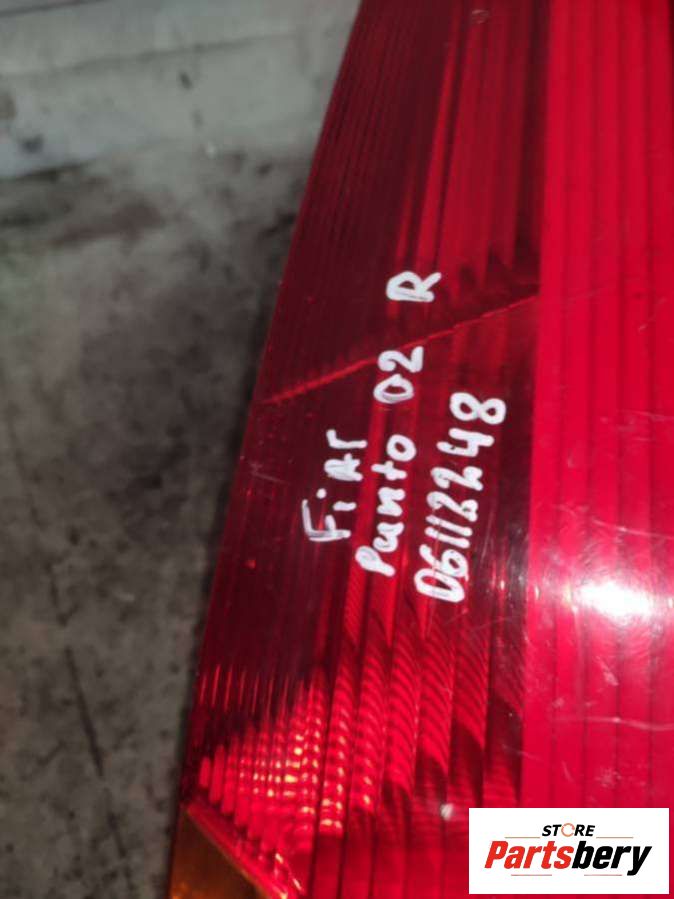 Fiat
Punto 02 R
06112248
STORE
Partsbery